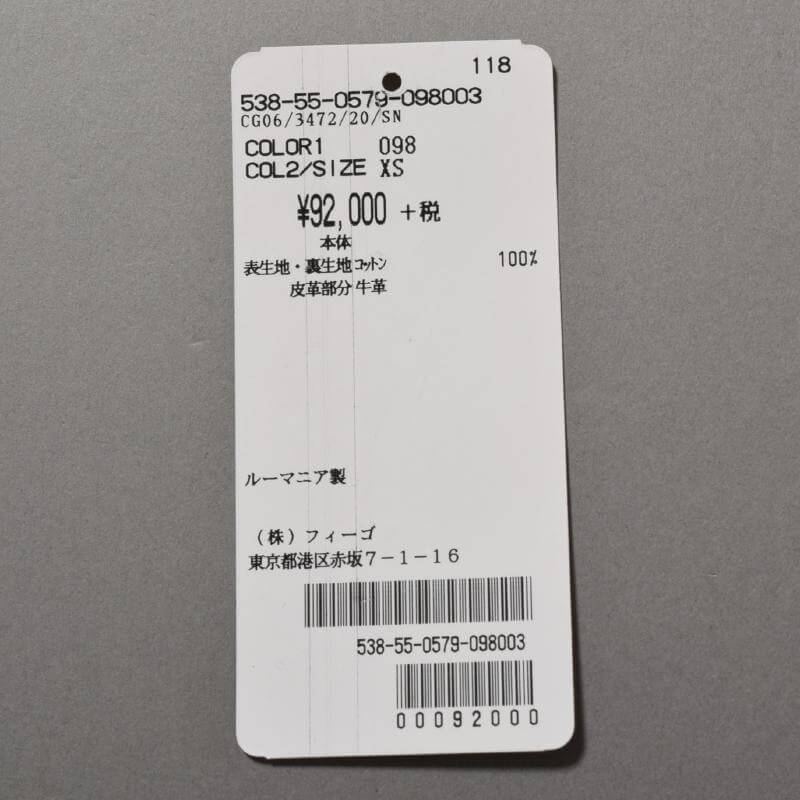 118
538-55-0579-098003
CG06/3472/20/SN
COLOR1 098
COL2/SIZE XS
¥92,000 +税
本体
表生地・裏生地 コットン 100%
皮革部分 牛革
ルーマニア製
（株）フィーゴ
東京都港区赤坂7-1-16
538-55-0579-098003
00092000